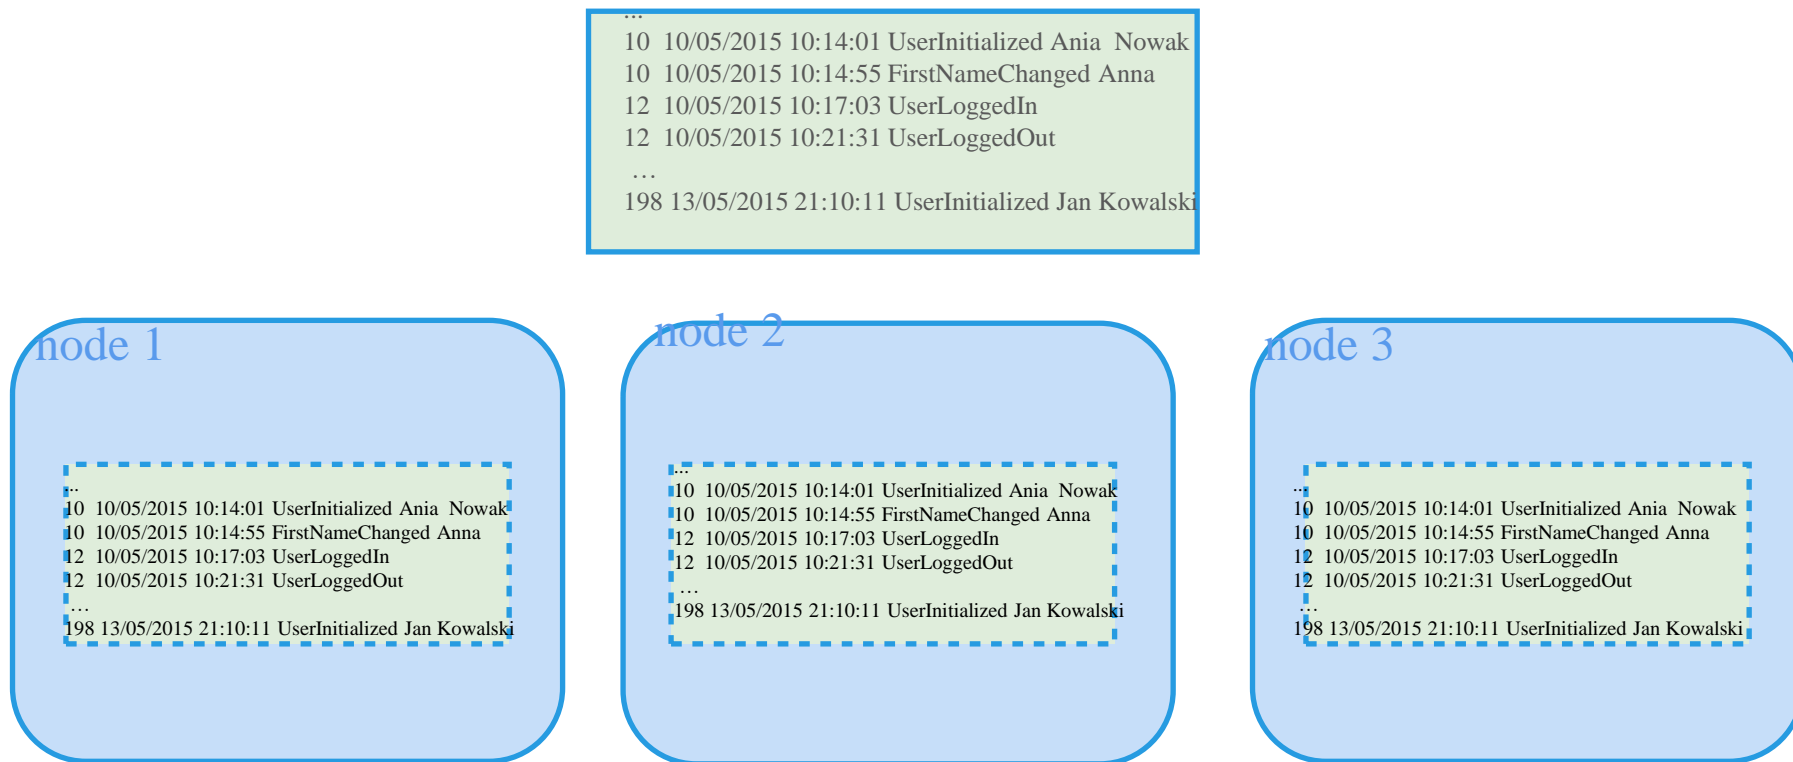 ...
10  10/05/2015 10:14:01 UserInitialized Ania  Nowak
10  10/05/2015 10:14:55 FirstNameChanged Anna
12  10/05/2015 10:17:03 UserLoggedIn
12  10/05/2015 10:21:31 UserLoggedOut
…
198 13/05/2015 21:10:11 UserInitialized Jan Kowalski
node 1
...
10  10/05/2015 10:14:01 UserInitialized Ania  Nowak
10  10/05/2015 10:14:55 FirstNameChanged Anna
12  10/05/2015 10:17:03 UserLoggedIn
12  10/05/2015 10:21:31 UserLoggedOut
…
198 13/05/2015 21:10:11 UserInitialized Jan Kowalski
node 2
...
10  10/05/2015 10:14:01 UserInitialized Ania  Nowak
10  10/05/2015 10:14:55 FirstNameChanged Anna
12  10/05/2015 10:17:03 UserLoggedIn
12  10/05/2015 10:21:31 UserLoggedOut
…
198 13/05/2015 21:10:11 UserInitialized Jan Kowalski
node 3
...
10  10/05/2015 10:14:01 UserInitialized Ania  Nowak
10  10/05/2015 10:14:55 FirstNameChanged Anna
12  10/05/2015 10:17:03 UserLoggedIn
12  10/05/2015 10:21:31 UserLoggedOut
…
198 13/05/2015 21:10:11 UserInitialized Jan Kowalski